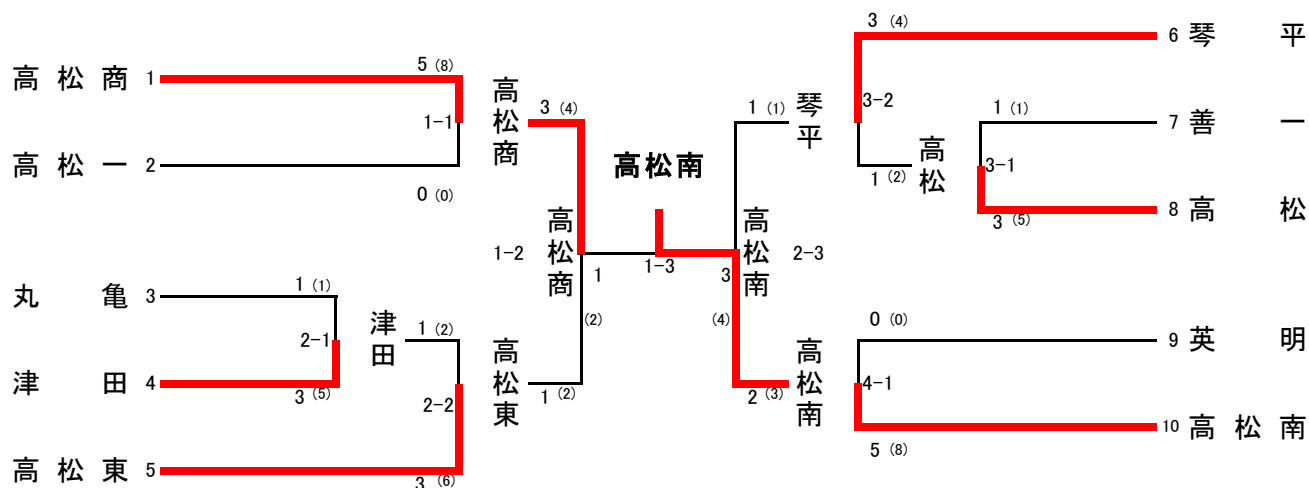 高松商 1
5 (8)
1-1
高松一 2
0 (0)
高松商
3 (4)
丸亀 3
1 (1)
2-1
津田 4
3 (5)
津田
1 (2)
2-2
高松東 5
3 (6)
高松東
1 (2)
1-2
高松商
1
(2)
高松南
1-3
3
(4)
高松南
2-3
琴平
1 (1)
高松南
2 (3)
3 (4)
6 琴平
3-2
高松
1 (2)
1 (1)
7 善一
3-1
8 高松
3 (5)
0 (0)
9 英明
4-1
10 高松南
5 (8)